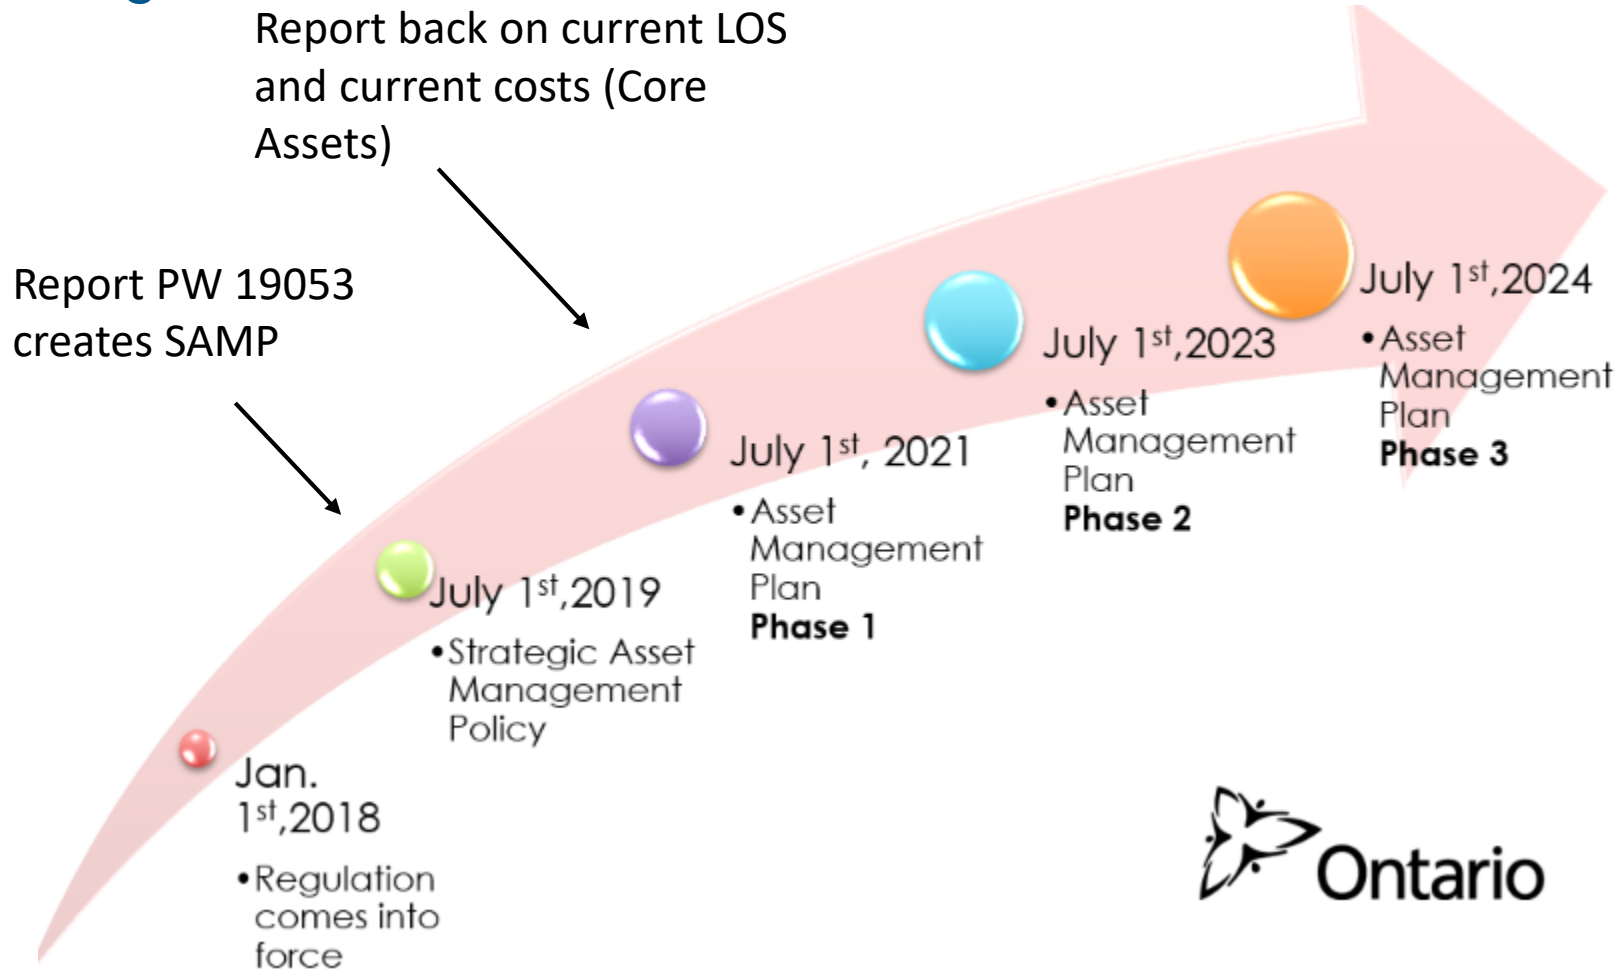 Report back on current LOS
and current costs (Core
Assets)
Report PW 19053
creates SAMP
Jan.
1st,2018
•Regulation
comes into
force
July 1st,2019
•Strategic Asset
Management
Policy
July 1st, 2021
•Asset
Management
Plan
Phase 1
July 1st,2023
•Asset
Management
Plan
Phase 2
July 1st,2024
•Asset
Management
Plan
Phase 3
Ontario